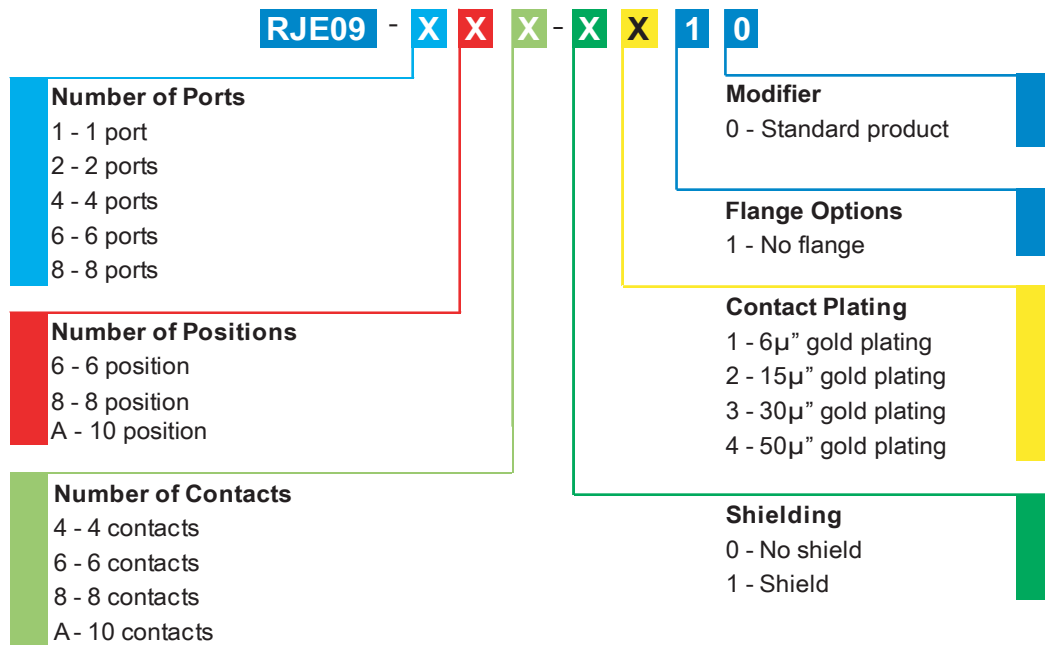 RJE09 - X X X - X X 1 0
Number of Ports
1 - 1 port
2 - 2 ports
4 - 4 ports
6 - 6 ports
8 - 8 ports
Number of Positions
6 - 6 position
8 - 8 position
A - 10 position
Number of Contacts
4 - 4 contacts
6 - 6 contacts
8 - 8 contacts
A - 10 contacts
Modifier
0 - Standard product
Flange Options
1 - No flange
Contact Plating
1 - 6µ” gold plating
2 - 15µ” gold plating
3 - 30µ” gold plating
4 - 50µ” gold plating
Shielding
0 - No shield
1 - Shield